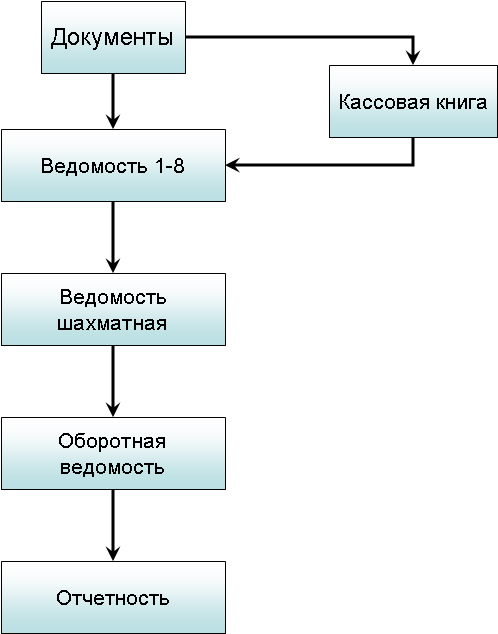 Документы
Кассовая книга
Ведомость 1-8
Ведомость
шахматная
Оборотная
ведомость
Отчетность